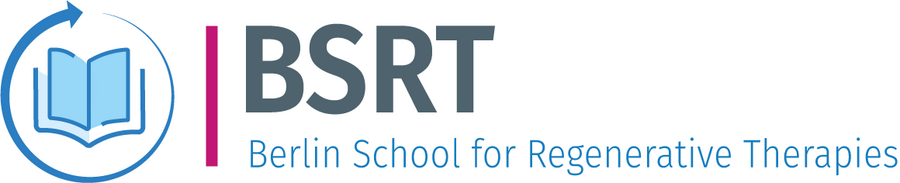 BSRT
Berlin School for Regenerative Therapies